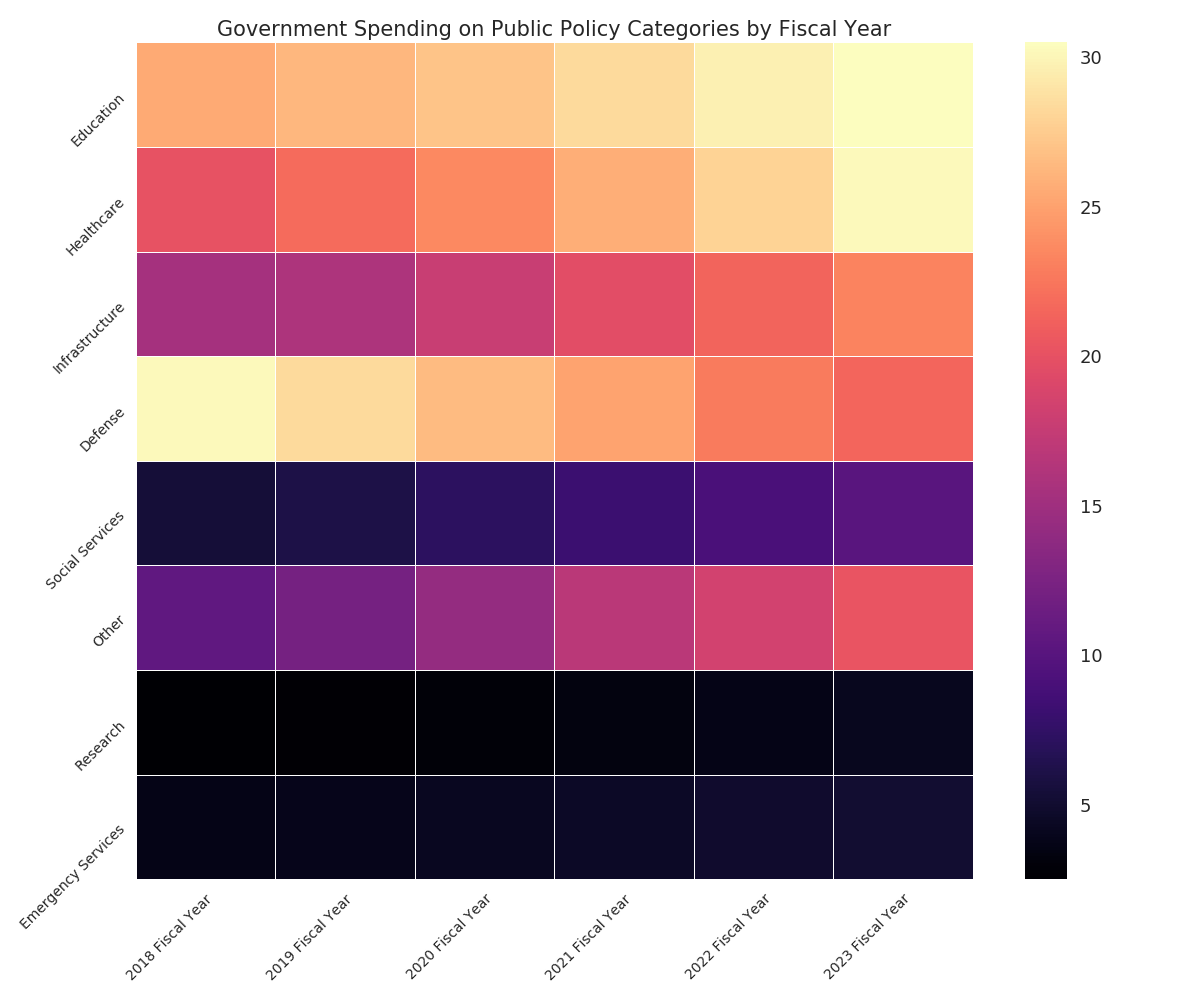 Government Spending on Public Policy Categories by Fiscal Year
Education
Healthcare
Infrastructure
Defense
Social Services
Other
Research
Emergency Services
2018 Fiscal Year
2019 Fiscal Year
2020 Fiscal Year
2021 Fiscal Year
2022 Fiscal Year
2023 Fiscal Year
30
25
20
15
10
5